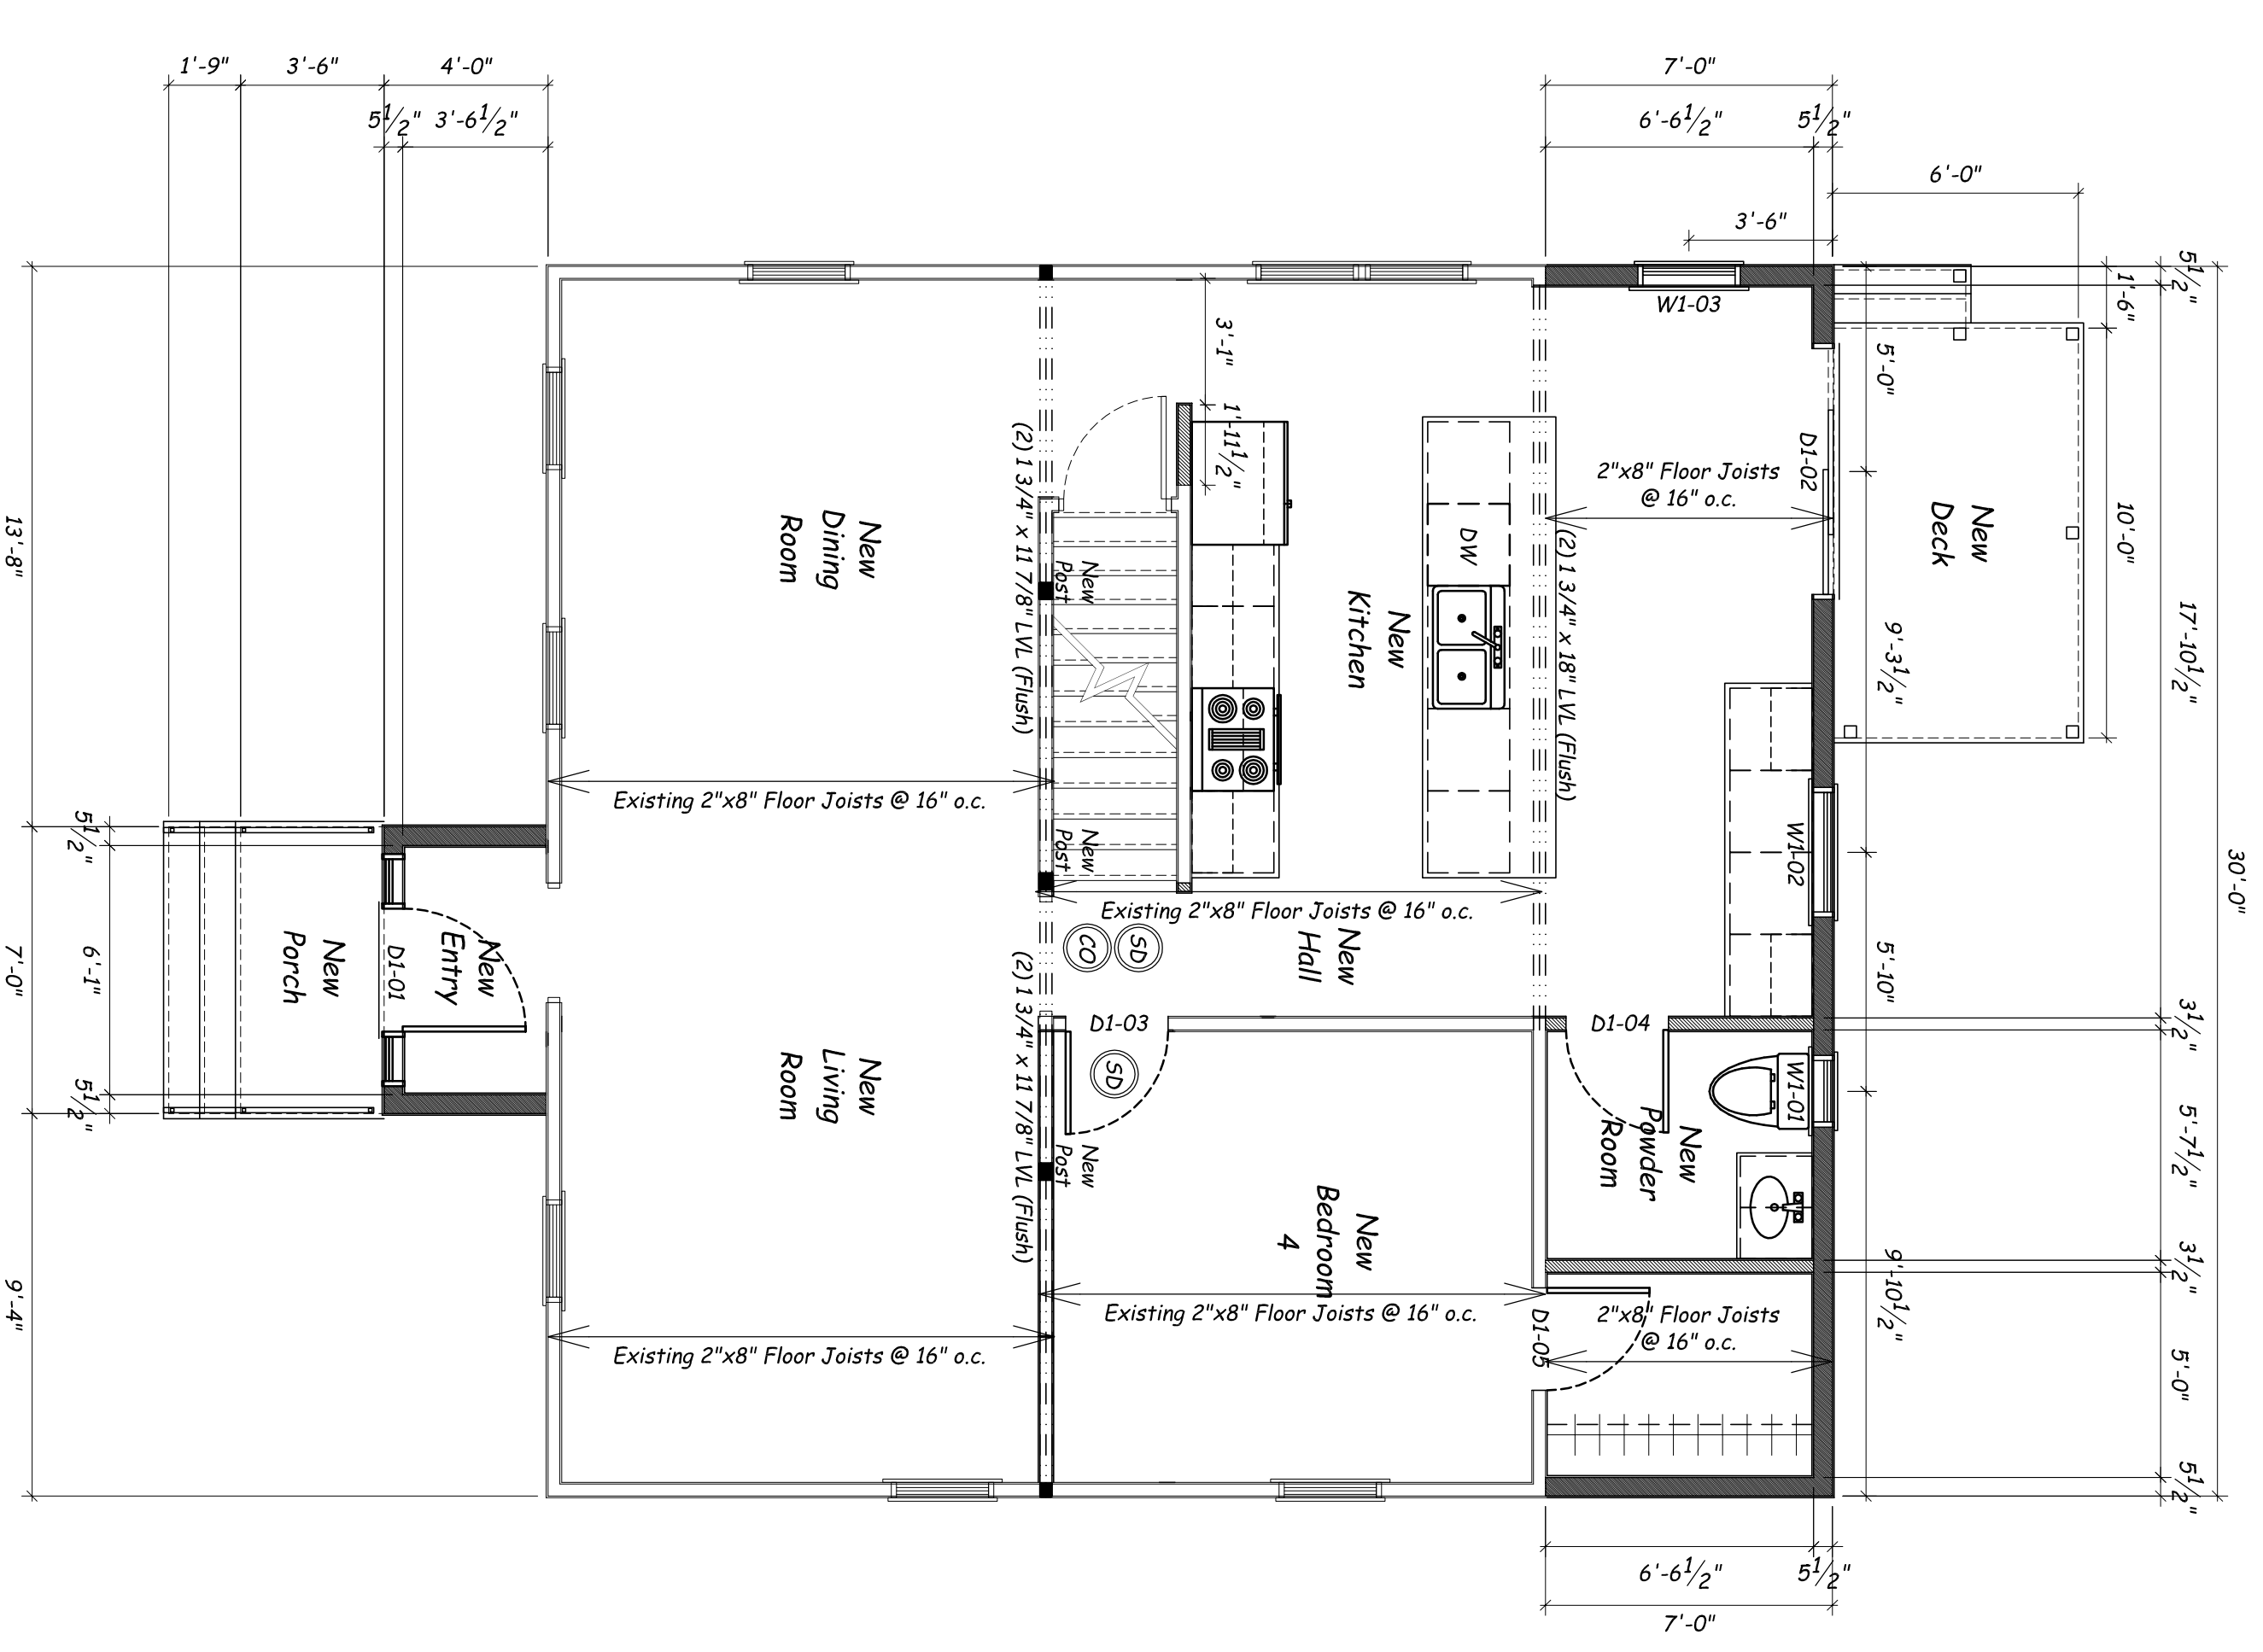 1'-9"
3'-6"
4'-0"
7'-0"
5 1/2"
3'-6 1/2"
6'-6 1/2"
5 1/2"
6'-0"
3'-6"
5 1/2"
1'-6"
W1-03
3'-1"
5'-0"
1'-11 1/2"
D1-02
2"x8" Floor Joists
@ 16" o.c.
(2) 1 3/4" x 11 7/8" LVL (Flush)
(2) 1 3/4" x 18" LVL (Flush)
DW
New
Dining
Room
New
Post
New
Kitchen
New
Deck
10'-0"
13'-8"
17'-10 1/2"
9'-3 1/2"
30'-0"
Existing 2"x8" Floor Joists @ 16" o.c.
5 1/2"
New
Post
W1-02
Existing 2"x8" Floor Joists @ 16" o.c.
CO
SD
New
Hall
7'-0"
6'-1"
New
Porch
D1-01
New
Entry
5'-10"
3 1/2"
D1-03
D1-04
SD
W1-01
(2) 1 3/4" x 11 7/8" LVL (Flush)
New
Living
Room
5 1/2"
New
Post
New
Powder
Room
5'-7 1/2"
New
Bedroom
4
3 1/2"
9'-4"
9'-10 1/2"
Existing 2"x8" Floor Joists @ 16" o.c.
Existing 2"x8" Floor Joists @ 16" o.c.
D1-05
2"x8" Floor Joists
@ 16" o.c.
5'-0"
5 1/2"
6'-6 1/2"
5 1/2"
7'-0"